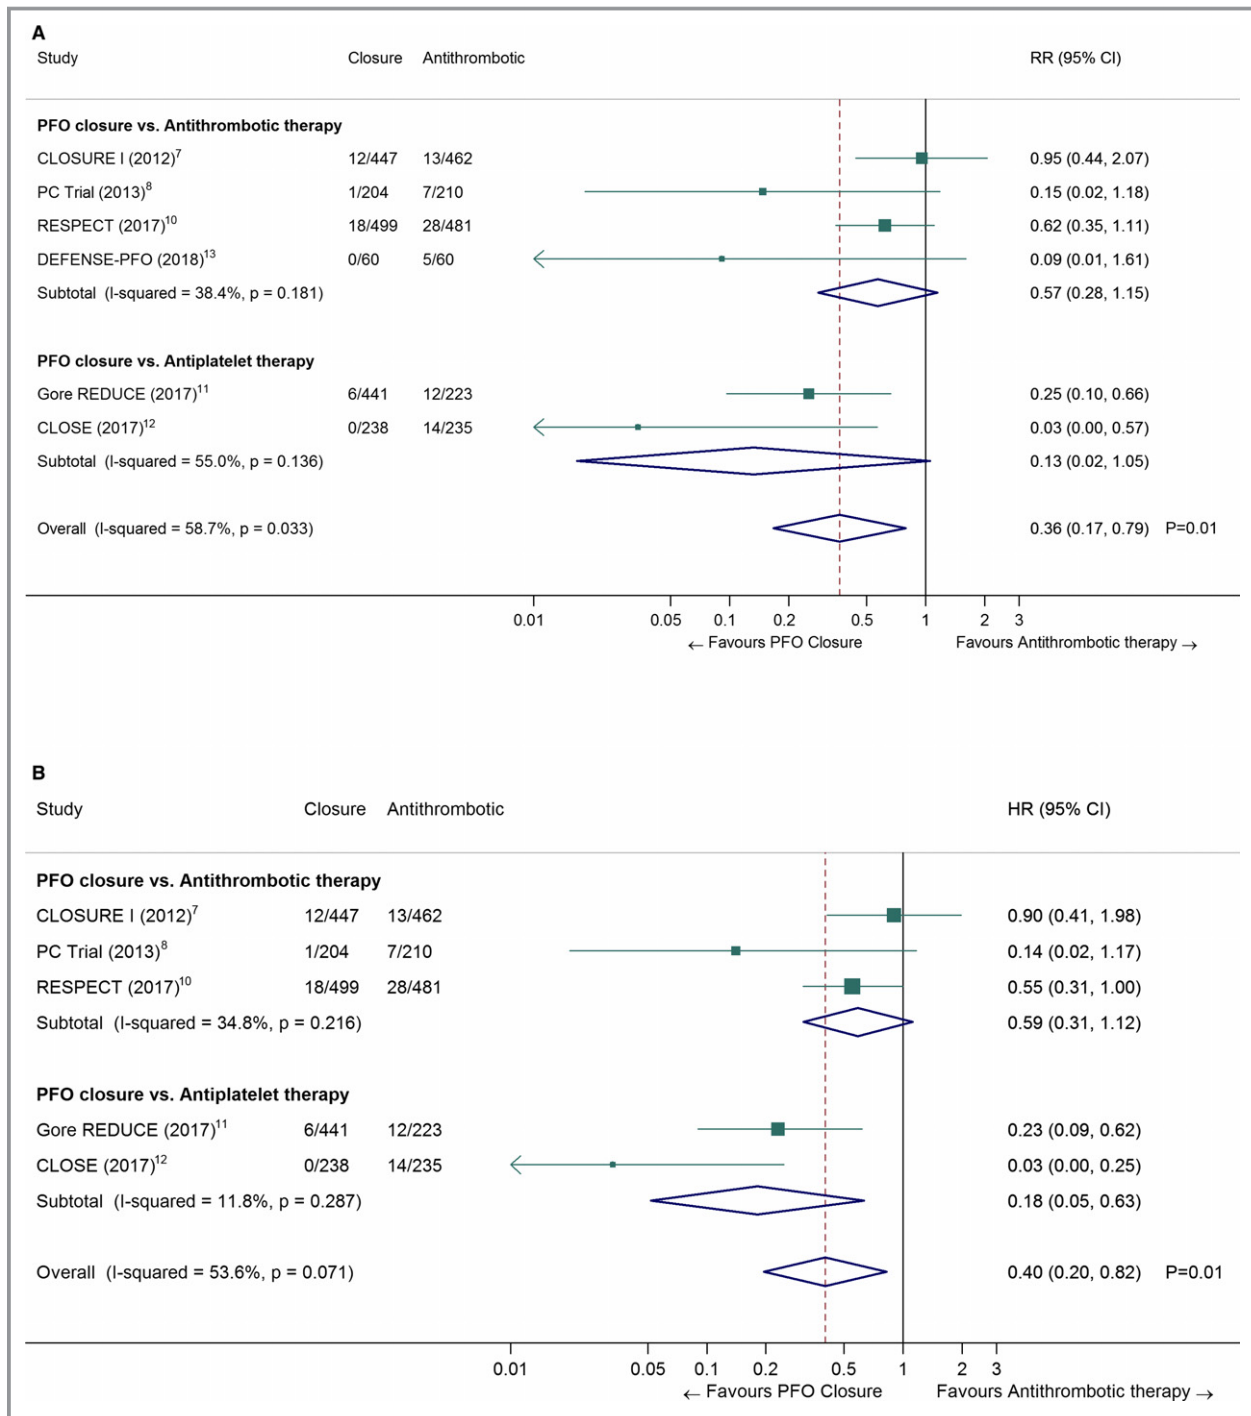 A
Study Closure Antithrombotic RR (95% CI)
PFO closure vs. Antithrombotic therapy
CLOSURE I (2012)7 12/447 13/462 0.95 (0.44, 2.07)
PC Trial (2013)8 1/204 7/210 0.15 (0.02, 1.18)
RESPECT (2017)10 18/499 28/481 0.62 (0.35, 1.11)
DEFENSE-PFO (2018)13 0/60 5/60 0.09 (0.01, 1.61)
Subtotal (I-squared = 38.4%, p = 0.181) 0.57 (0.28, 1.15)
PFO closure vs. Antiplatelet therapy
Gore REDUCE (2017)11 6/441 12/223 0.25 (0.10, 0.66)
CLOSE (2017)12 0/238 14/235 0.03 (0.00, 0.57)
Subtotal (I-squared = 55.0%, p = 0.136) 0.13 (0.02, 1.05)
Overall (I-squared = 58.7%, p = 0.033) 0.36 (0.17, 0.79) P=0.01
0.01 0.05 0.1 0.2 0.5 1 2 3
← Favours PFO Closure Favours Antithrombotic therapy →
B
Study Closure Antithrombotic HR (95% CI)
PFO closure vs. Antithrombotic therapy
CLOSURE I (2012)7 12/447 13/462 0.90 (0.41, 1.98)
PC Trial (2013)8 1/204 7/210 0.14 (0.02, 1.17)
RESPECT (2017)10 18/499 28/481 0.55 (0.31, 1.00)
Subtotal (I-squared = 34.8%, p = 0.216) 0.59 (0.31, 1.12)
PFO closure vs. Antiplatelet therapy
Gore REDUCE (2017)11 6/441 12/223 0.23 (0.09, 0.62)
CLOSE (2017)12 0/238 14/235 0.03 (0.00, 0.25)
Subtotal (I-squared = 11.8%, p = 0.287) 0.18 (0.05, 0.63)
Overall (I-squared = 53.6%, p = 0.071) 0.40 (0.20, 0.82) P=0.01
0.01 0.05 0.1 0.2 0.5 1 2 3
← Favours PFO Closure Favours Antithrombotic therapy →